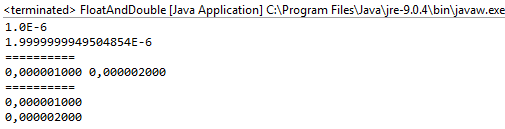 <terminated> FloatAndDouble [Java Application] C:\Program Files\Java\jre-9.0.4\bin\javaw.exe
1.0E-6
1.9999999949504854E-6
==========
0,000001000 0,000002000
==========
0,000001000
0,000002000